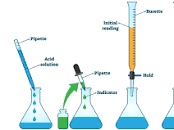 Burette
Initial
reading
Pipette
Acid
solution
Pipette
Hold
Indicator